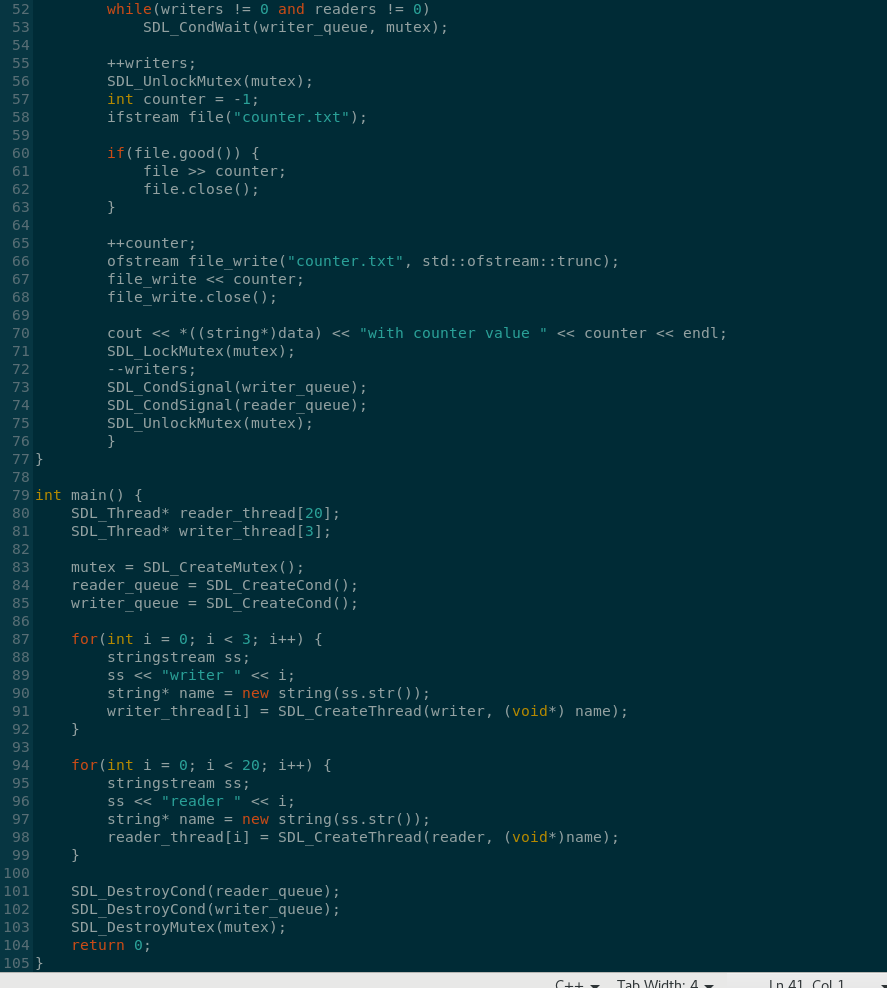 52         while(writers != 0 and readers != 0)
53             SDL_CondWait(writer_queue, mutex);
54
55         ++writers;
56         SDL_UnlockMutex(mutex);
57         int counter = -1;
58         ifstream file("counter.txt");
59
60         if(file.good()) {
61             file >> counter;
62             file.close();
63         }
64
65         ++counter;
66         ofstream file_write("counter.txt", std::ofstream::trunc);
67         file_write << counter;
68         file_write.close();
69
70         cout << *((string*)data) << "with counter value " << counter << endl;
71         SDL_LockMutex(mutex);
72         --writers;
73         SDL_CondSignal(writer_queue);
74         SDL_CondSignal(reader_queue);
75         SDL_UnlockMutex(mutex);
76         }
77 }
78
79 int main() {
80     SDL_Thread* reader_thread[20];
81     SDL_Thread* writer_thread[3];
82
83     mutex = SDL_CreateMutex();
84     reader_queue = SDL_CreateCond();
85     writer_queue = SDL_CreateCond();
86
87     for(int i = 0; i < 3; i++) {
88         stringstream ss;
89         ss << "writer " << i;
90         string* name = new string(ss.str());
91         writer_thread[i] = SDL_CreateThread(writer, (void*) name);
92     }
93
94     for(int i = 0; i < 20; i++) {
95         stringstream ss;
96         ss << "reader " << i;
97         string* name = new string(ss.str());
98         reader_thread[i] = SDL_CreateThread(reader, (void*)name);
99     }
100
101     SDL_DestroyCond(reader_queue);
102     SDL_DestroyCond(writer_queue);
103     SDL_DestroyMutex(mutex);
104     return 0;
105 }
C++ Tab Width: 4 Ln 41, Col 1